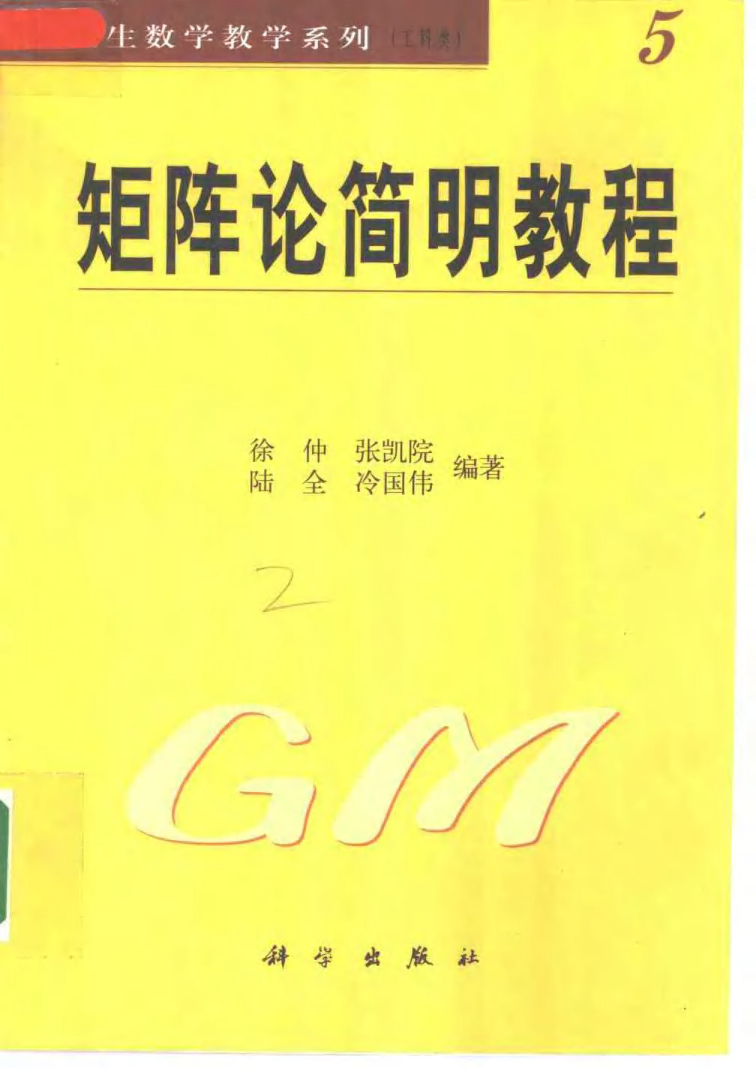 生数学教学系列（工科类）
5
矩阵论简明教程
徐 仲 张凯院
陆 全 冷国伟 编著
2
GM
科学出版社